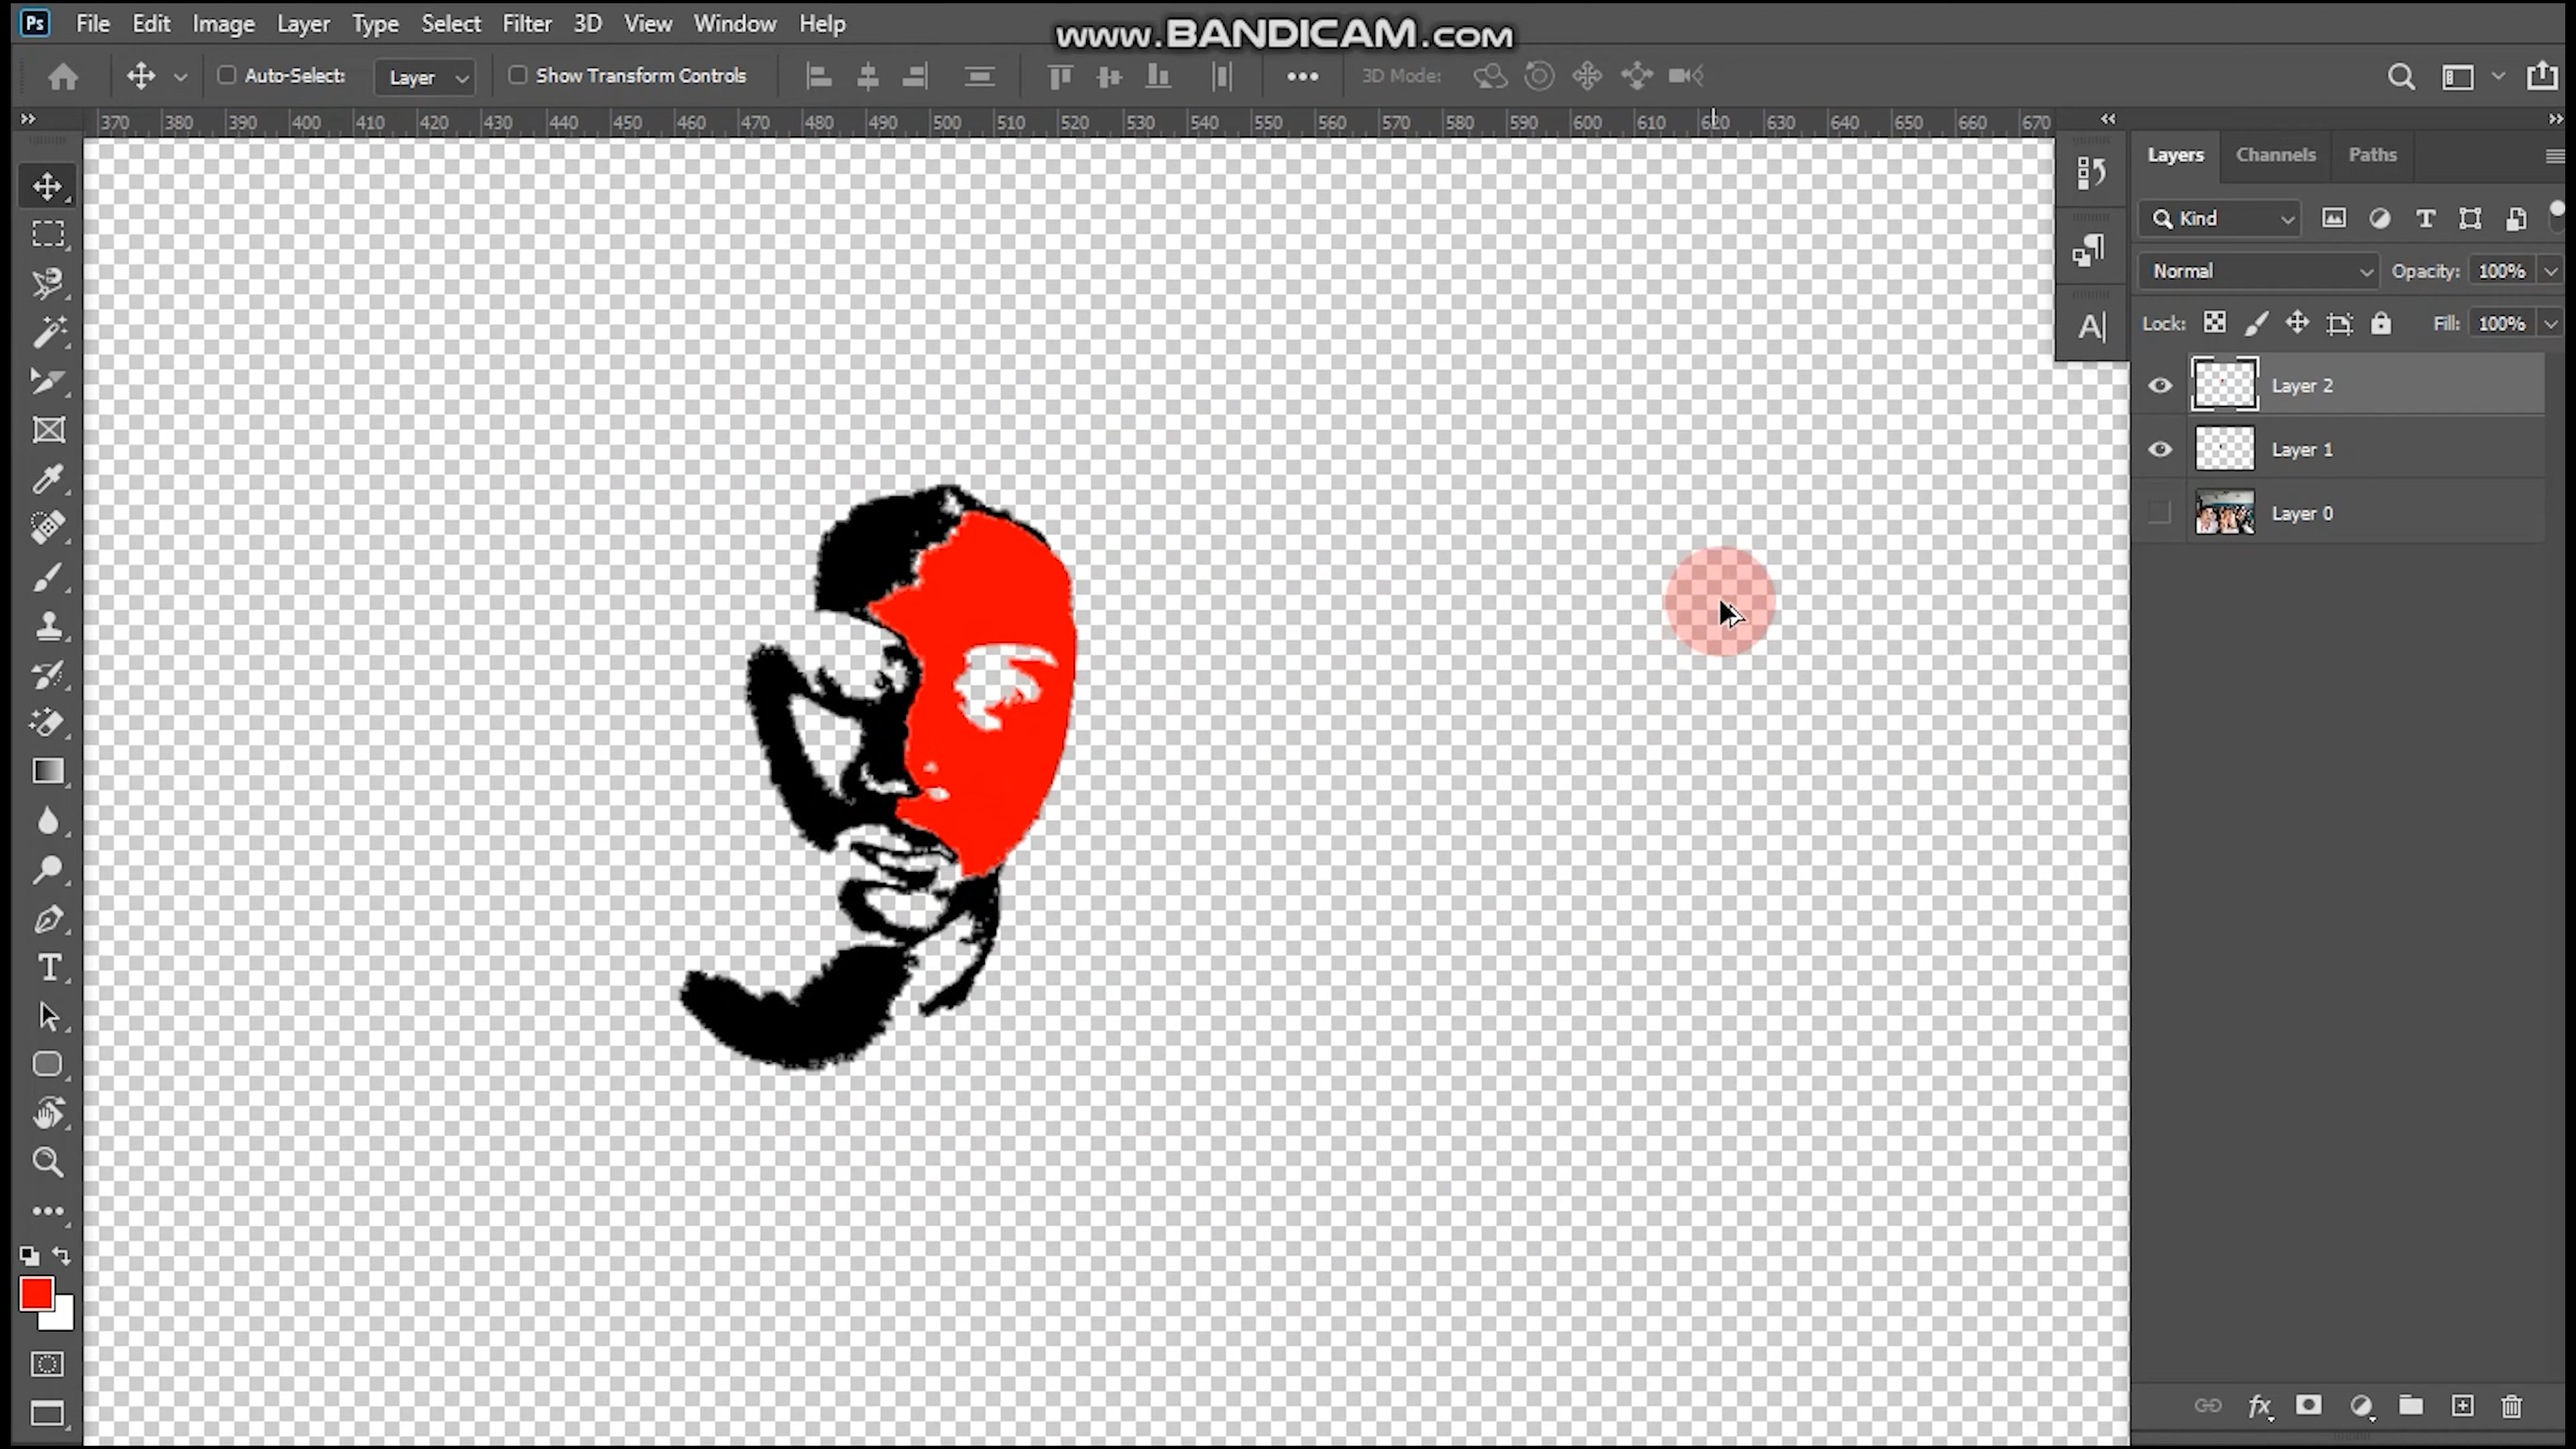 Ps File Edit Image Layer Type Select Filter 3D View Window Help
www.BANDICAM.com
Auto-Select: Layer Show Transform Controls 3D Mode:
370 380 390 400 410 420 430 440 450 460 470 480 490 500 510 520 530 540 550 560 570 580 590 600 610 620 630 640 650 660 670
Layers Channels Paths
Kind T
Normal Opacity: 100%
A
Lock: Fill: 100%
Layer 2
Layer 1
Layer 0
T
fx